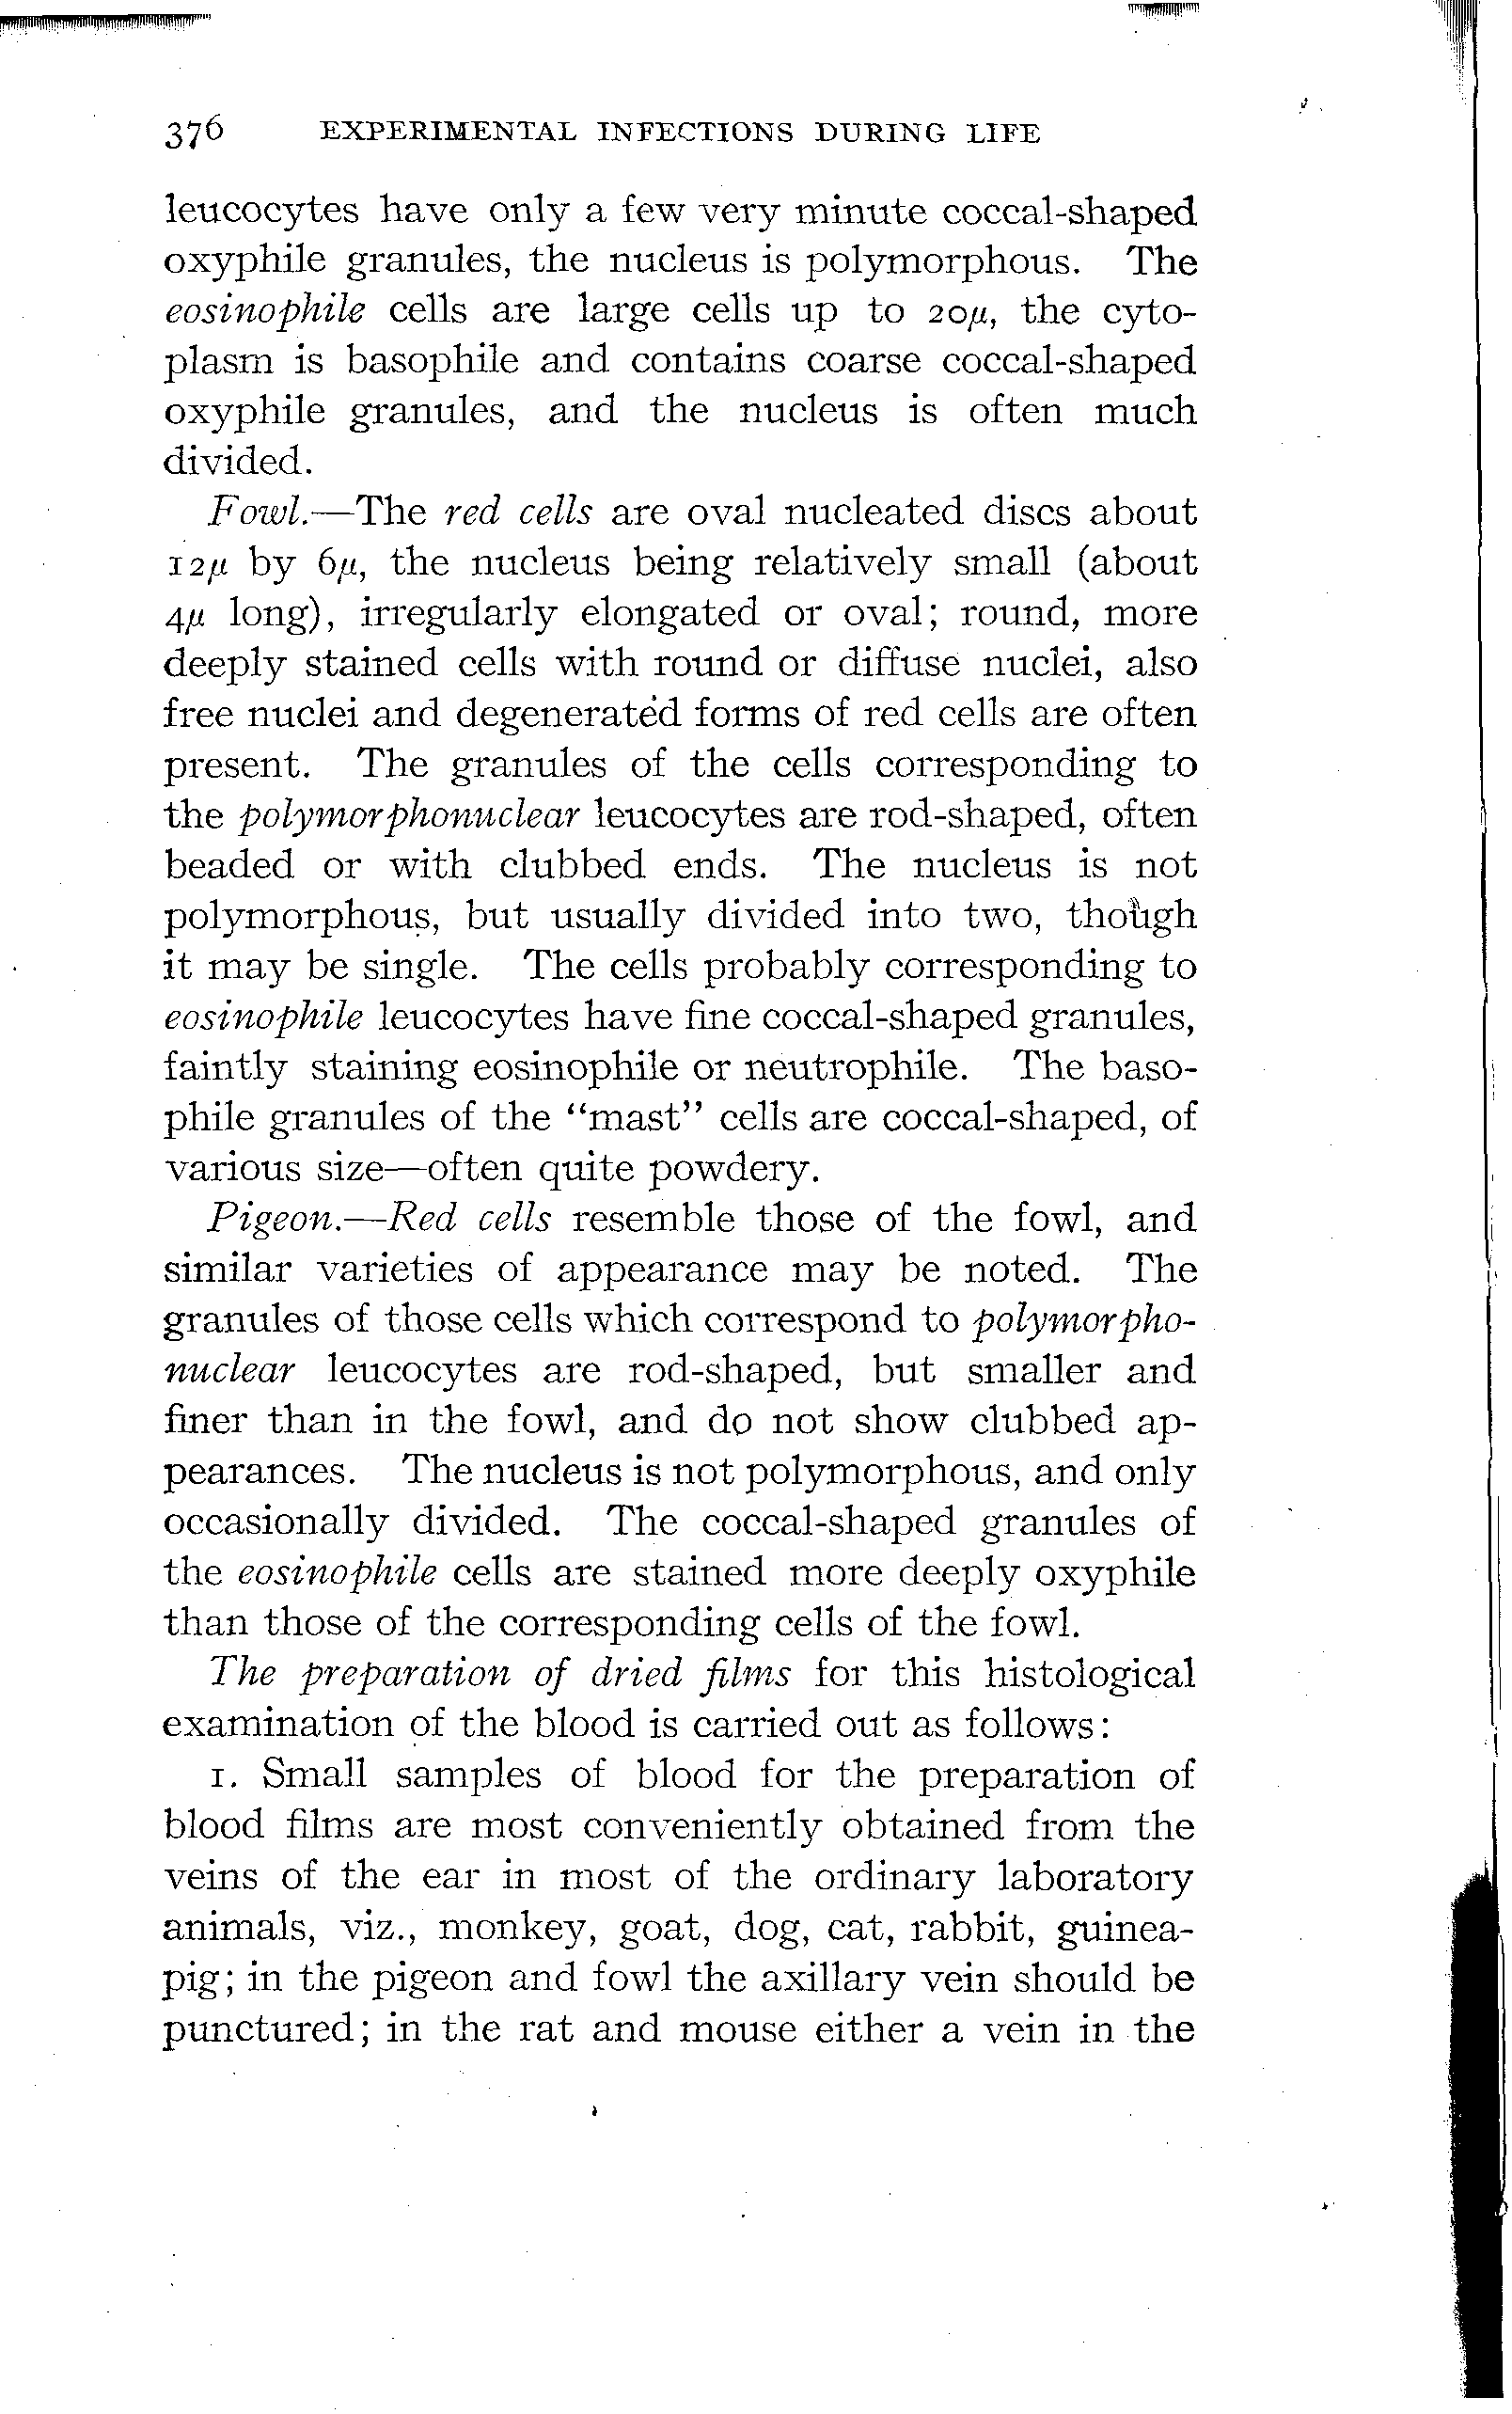 376 EXPERIMENTAL INFECTIONS DURING LIFE
leucocytes have only a few very minute coccal-shaped
oxyphile granules, the nucleus is polymorphous. The
eosinophile cells are large cells up to 20μ, the cyto-
plasm is basophile and contains coarse coccal-shaped
oxyphile granules, and the nucleus is often much
divided.
Fowl.—The red cells are oval nucleated discs about
12μ by 6μ, the nucleus being relatively small (about
4μ long), irregularly elongated or oval; round, more
deeply stained cells with round or diffuse nuclei, also
free nuclei and degenerated forms of red cells are often
present. The granules of the cells corresponding to
the polymorphonuclear leucocytes are rod-shaped, often
beaded or with clubbed ends. The nucleus is not
polymorphous, but usually divided into two, though
it may be single. The cells probably corresponding to
eosinophile leucocytes have fine coccal-shaped granules,
faintly staining eosinophile or neutrophile. The baso-
phile granules of the “mast” cells are coccal-shaped, of
various size—often quite powdery.
Pigeon.—Red cells resemble those of the fowl, and
similar varieties of appearance may be noted. The
granules of those cells which correspond to polymorpho-
nuclear leucocytes are rod-shaped, but smaller and
finer than in the fowl, and do not show clubbed ap-
pearances. The nucleus is not polymorphous, and only
occasionally divided. The coccal-shaped granules of
the eosinophile cells are stained more deeply oxyphile
than those of the corresponding cells of the fowl.
The preparation of dried films for this histological
examination of the blood is carried out as follows:
1. Small samples of blood for the preparation of
blood films are most conveniently obtained from the
veins of the ear in most of the ordinary laboratory
animals, viz., monkey, goat, dog, cat, rabbit, guinea-
pig; in the pigeon and fowl the axillary vein should be
punctured; in the rat and mouse either a vein in the